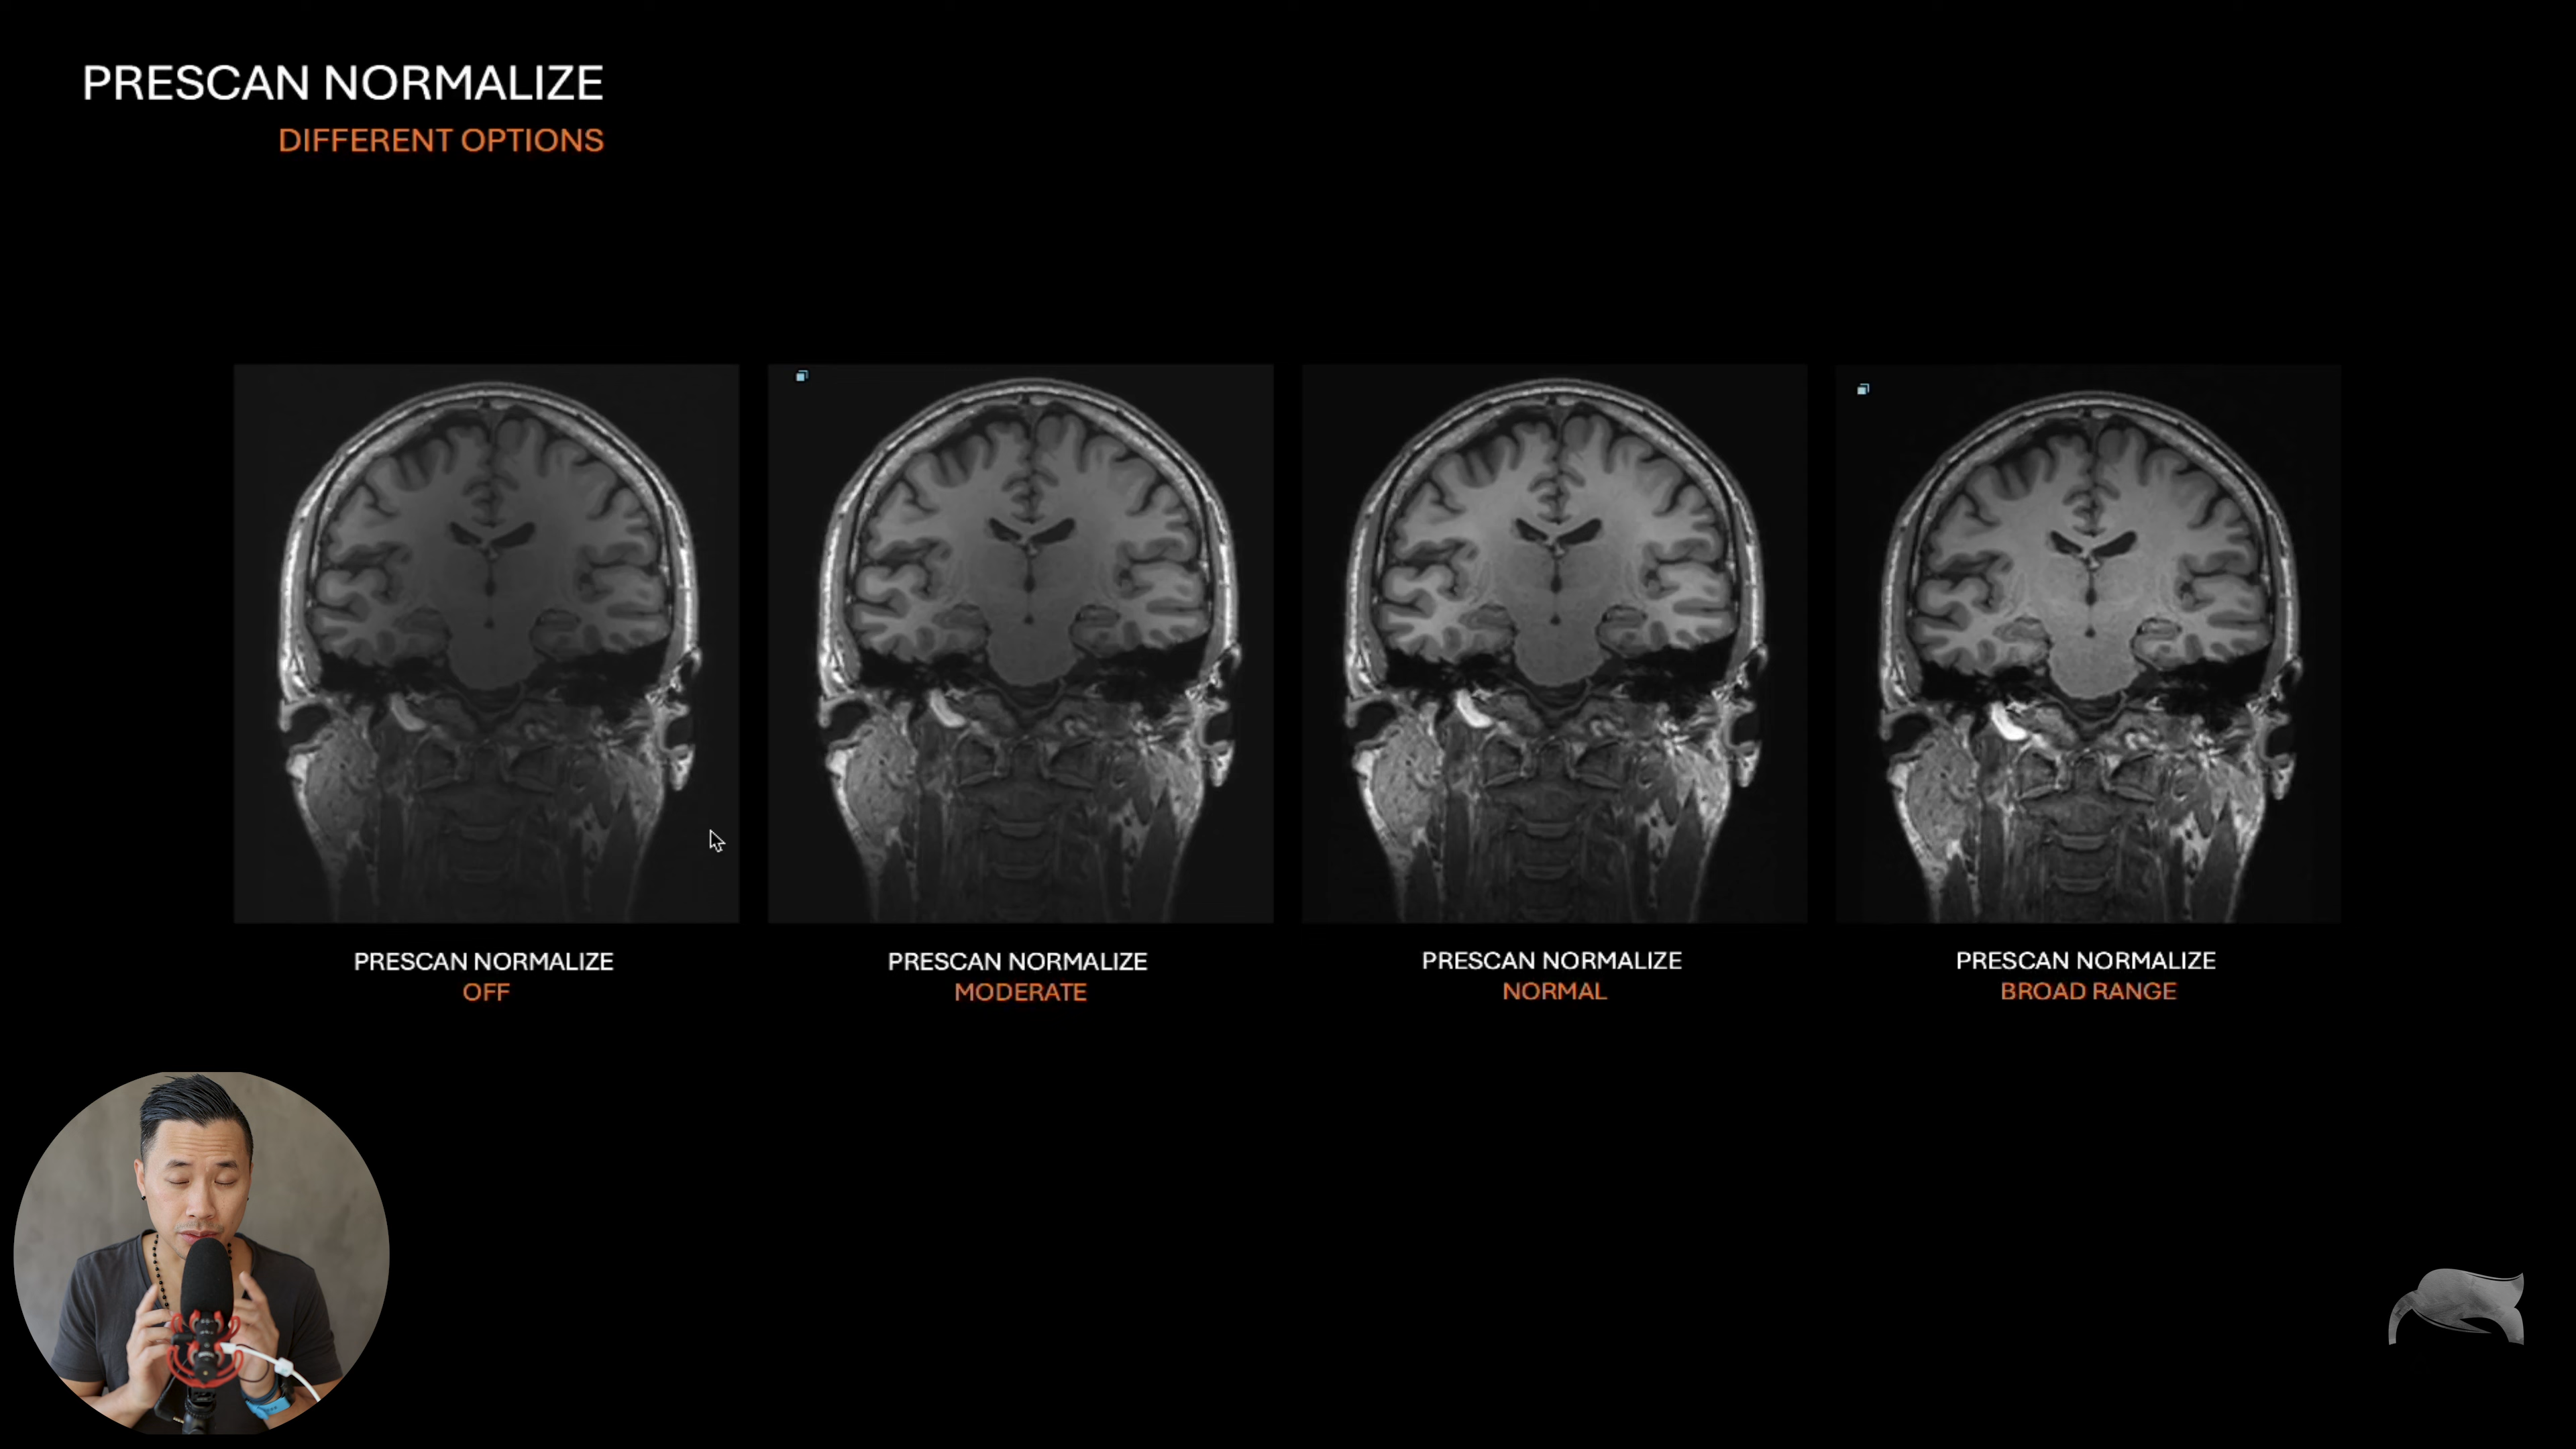 PRESCAN NORMALIZE
DIFFERENT OPTIONS
PRESCAN NORMALIZE
OFF
PRESCAN NORMALIZE
MODERATE
PRESCAN NORMALIZE
NORMAL
PRESCAN NORMALIZE
BROAD RANGE